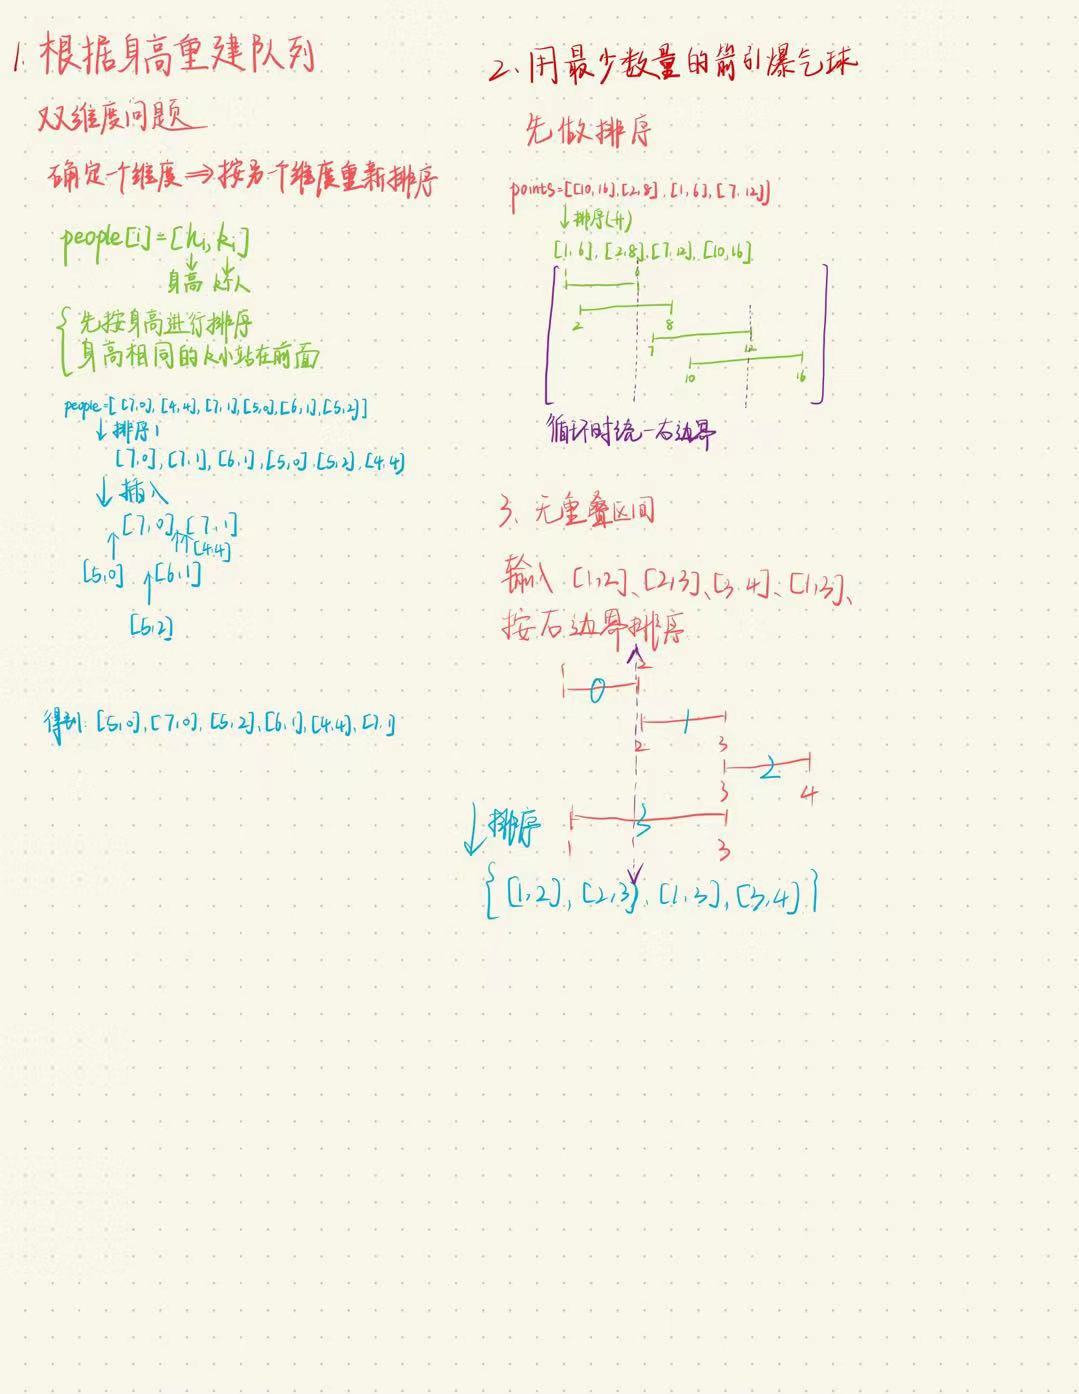 1. 根据身高重建队列
双维度问题
确定一个维度⇒按另一个维度重新排序
people[i]=[hi,ki]
身高 k个人
先按身高进行排序
身高相同的k小站在前面
people=[[7,0],[4,4],[7,1],[5,0],[6,1],[5,2]]
↓排序1
[7,0],[7,1],[6,1],[5,0],[5,2],[4,4]
↓插入
[7,0],[7,1]
[4,4]
[5,0] [6,1]
[5,2]
得到: [5,0],[7,0],[5,2],[6,1],[4,4],[7,1]
2、用最少数量的箭引爆气球
先做排序
points=[[10,16],[2,8],[1,6],[7,12]]
↓排序(升)
[1,6],[2,8],[7,12],[10,16]
1 6
2 8
7 12
10 16
循环时统一右边界
3、无重叠区间
输入 [1,2]、[2,3]、[3,4]、[1,3]、
按右边界排序
1 2
0
1
2 3
2
3 4
3
1 3
↓排序
{[1,2],[2,3],[1,3],[3,4]}